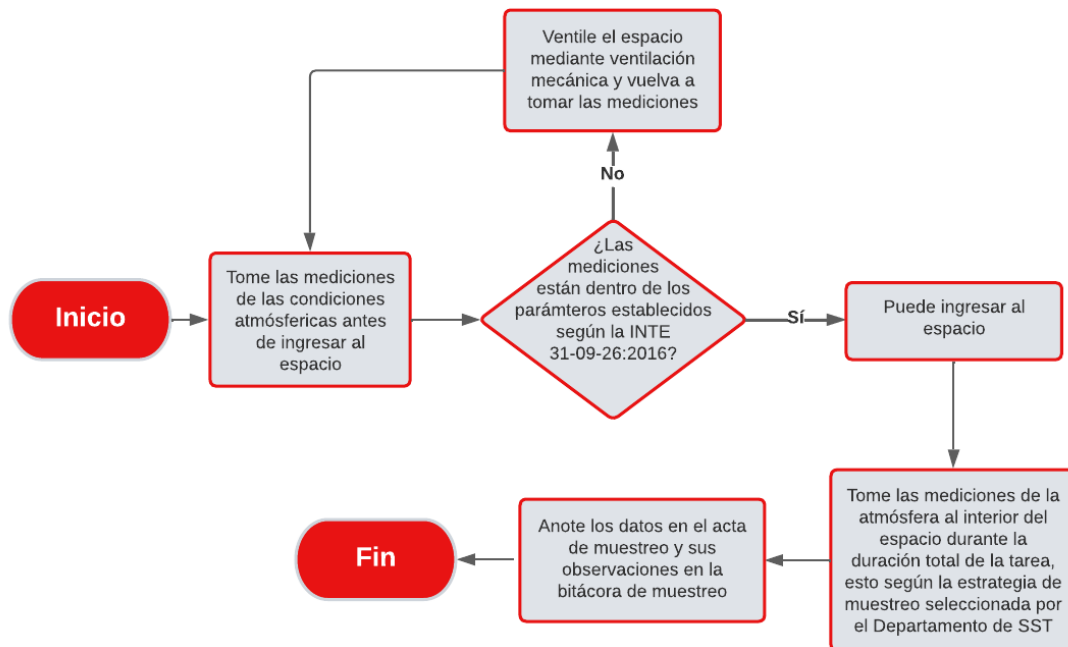 Inicio
Tome las mediciones
de las condiciones
atmósfericas antes
de ingresar al
espacio
¿Las
mediciones
están dentro de los
parámteros establecidos
según la INTE
31-09-26:2016?
No
Ventile el espacio
mediante ventilación
mecánica y vuelva a
tomar las mediciones
Sí
Puede ingresar al
espacio
Tome las mediciones de la
atmósfera al interior del
espacio durante la
duración total de la tarea,
esto según la estrategia de
muestreo seleccionada por
el Departamento de SST
Anote los datos en el acta
de muestreo y sus
observaciones en la
bitácora de muestreo
Fin